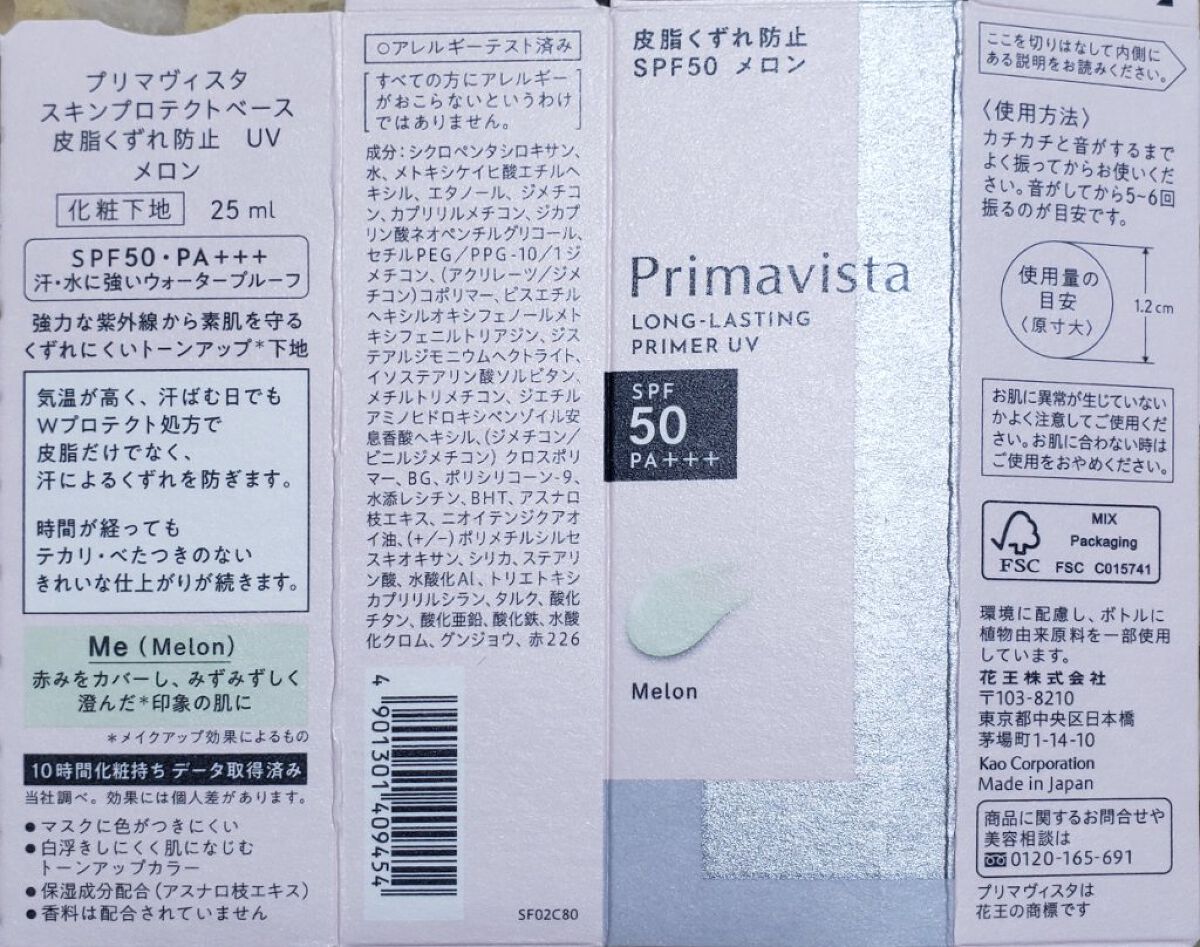 プリマヴィスタ
スキンプロテクトベース
皮脂くずれ防止 UV
メロン
化粧下地 25 ml
SPF50・PA+++
汗・水に強いウォータープルーフ
強力な紫外線から素肌を守る
くずれにくいトーンアップ*下地
気温が高く、汗ばむ日でも
Wプロテクト処方で
皮脂だけでなく、
汗によるくずれを防ぎます。
時間が経っても
テカリ・べたつきのない
きれいな仕上がりが続きます。
Me (Melon)
赤みをカバーし、みずみずしく
澄んだ*印象の肌に
*メイクアップ効果によるもの
10時間化粧持ち データ取得済み
当社調べ。効果には個人差があります。
●マスクに色がつきにくい
●白浮きしにくく肌になじむ
トーンアップカラー
●保湿成分配合(アスナロ枝エキス)
●香料は配合されていません
○アレルギーテスト済み
すべての方にアレルギー
がおこらないというわけ
ではありません。
成分:シクロペンタシロキサン、
水、メトキシケイヒ酸エチルヘ
キシル、エタノール、ジメチコ
ン、カプリリルメチコン、ジカプ
リン酸ネオペンチルグリコール、
セチルPEG/PPG-10/1ジ
メチコン、(アクリレーツ/ジメ
チコン)コポリマー、ビスエチル
ヘキシルオキシフェノールメト
キシフェニルトリアジン、ジス
テアルジモニウムヘクトライト、
イソステアリン酸ソルビタン、
メチルトリメチコン、ジエチル
アミノヒドロキシベンゾイル安
息香酸ヘキシル、(ジメチコン/
ビニルジメチコン)クロスポリ
マー、BG、ポリシリコーン-9、
水添レシチン、BHT、アスナロ
枝エキス、ニオイテンジクアオ
イ油、(+/-)ポリメチルシルセ
スキオキサン、シリカ、ステアリ
ン酸、水酸化Al、トリエトキシ
カプリリルシラン、タルク、酸化
チタン、酸化亜鉛、酸化鉄、水酸
化クロム、グンジョウ、赤226
4 901301 409454
SF02C80
皮脂くずれ防止
SPF50 メロン
Primavista
LONG-LASTING
PRIMER UV
SPF
50
PA+++
Melon
ここを切りはなして内側に
ある説明をお読みください。
〈使用方法〉
カチカチと音がするまで
よく振ってからお使いくだ
さい。音がしてから5~6回
振るのが目安です。
使用量の
目安
〈原寸大〉
1.2cm
お肌に異常が生じていない
かよく注意してご使用くだ
さい。お肌に合わない時は
ご使用をおやめください。
MIX
Packaging
FSC FSC C015741
環境に配慮し、ボトルに
植物由来原料を一部使用
しています。
花王株式会社
〒103-8210
東京都中央区日本橋
茅場町1-14-10
Kao Corporation
Made in Japan
商品に関するお問合せや
美容相談は
0120-165-691
プリマヴィスタは
花王の商標です